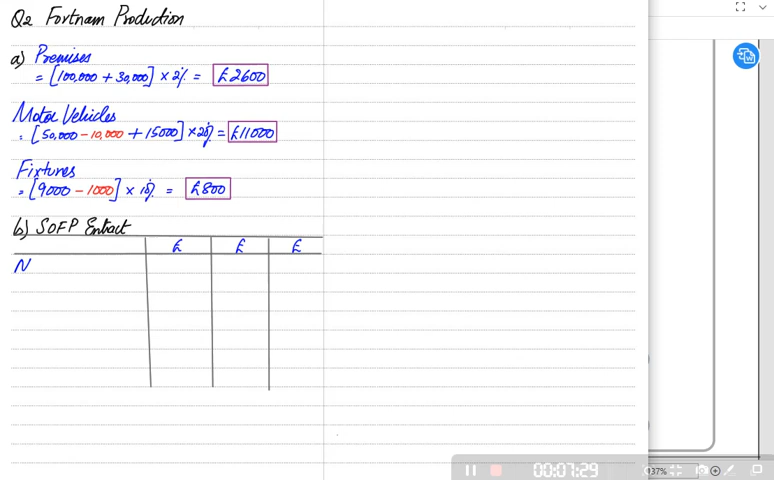 Q2 Fortnam Production
a) Premises
= [100,000 + 30,000] × 2% = £2600
Motor Vehicles
= [50,000 - 10,000 + 15000] × 20% = £11000
Fixtures
= [9000 - 1000] × 10% = £800
b) SOFP Extract
£ £ £
N
00:07:29
37%